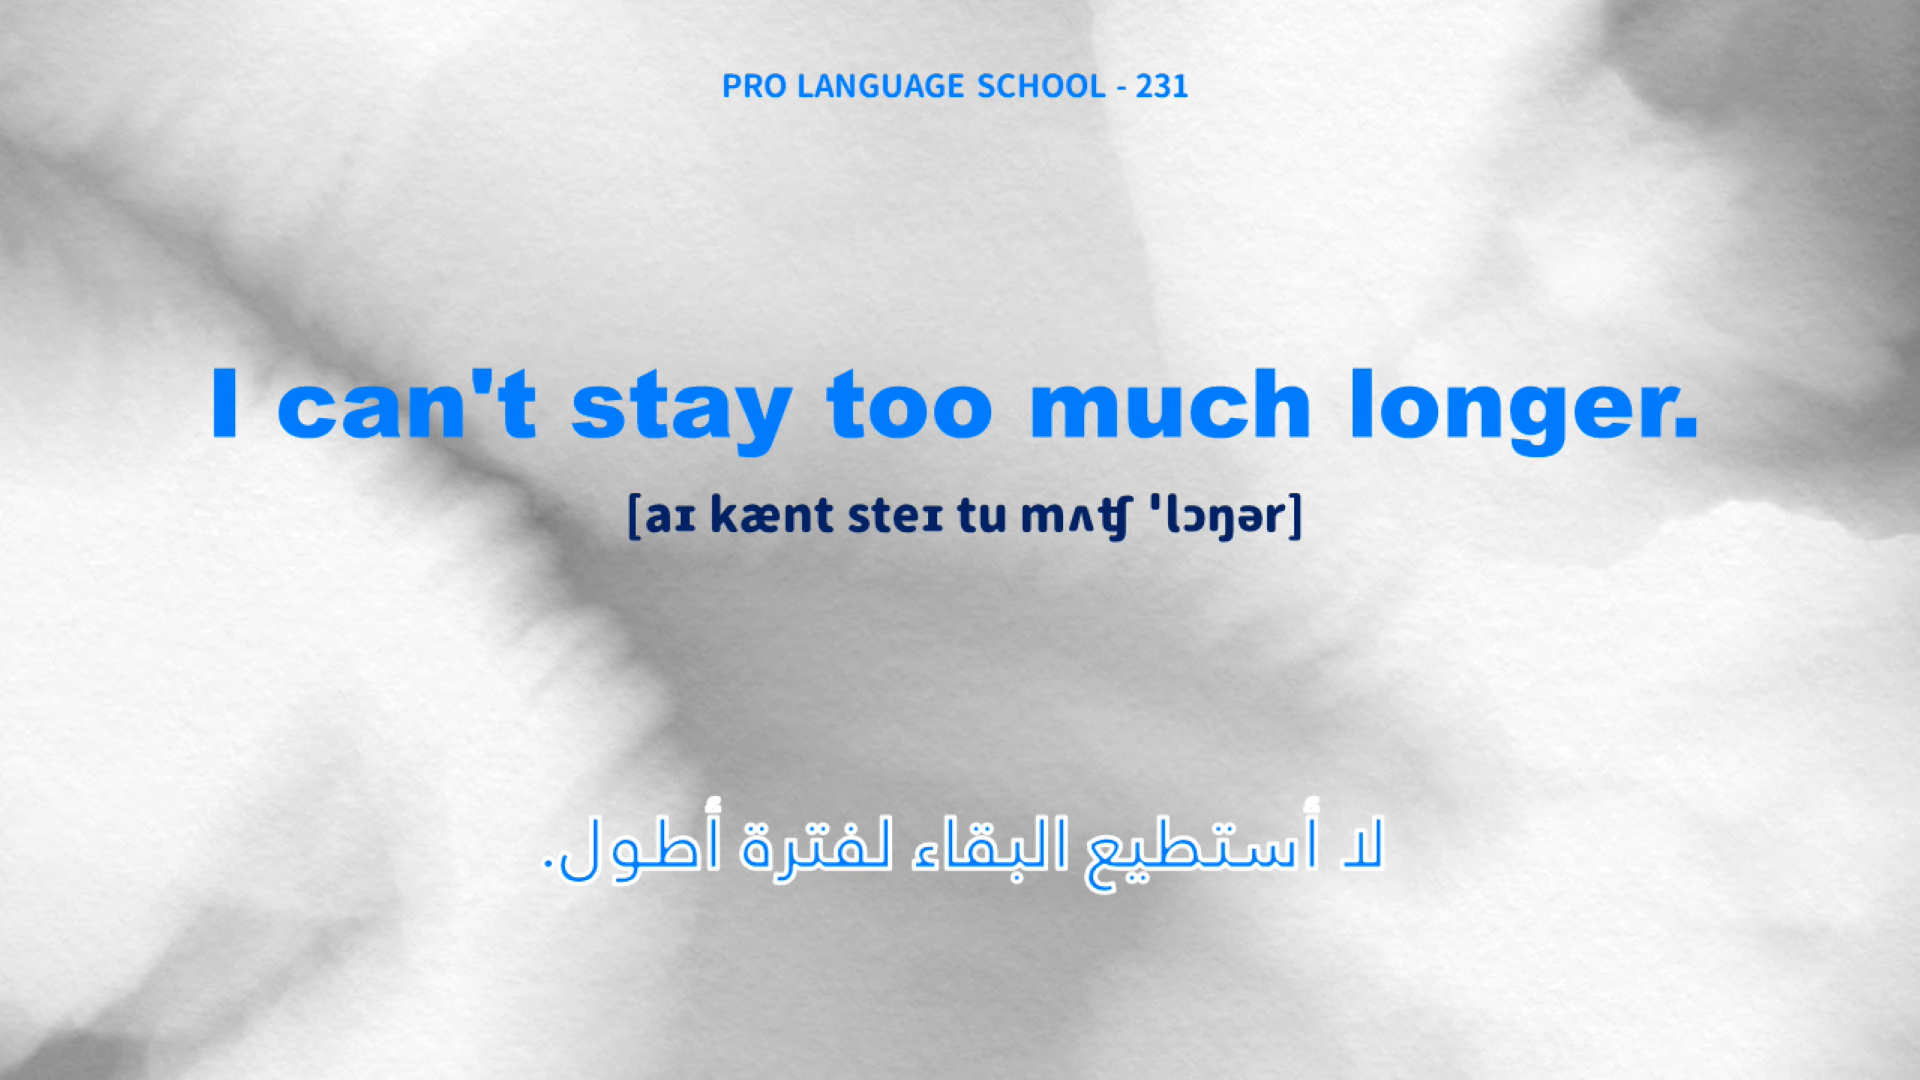 PRO LANGUAGE SCHOOL - 231
I can't stay too much longer.
[aɪ kænt steɪ tu mʌʧ ˈlɔŋər]
لا أستطيع البقاء لفترة أطول.